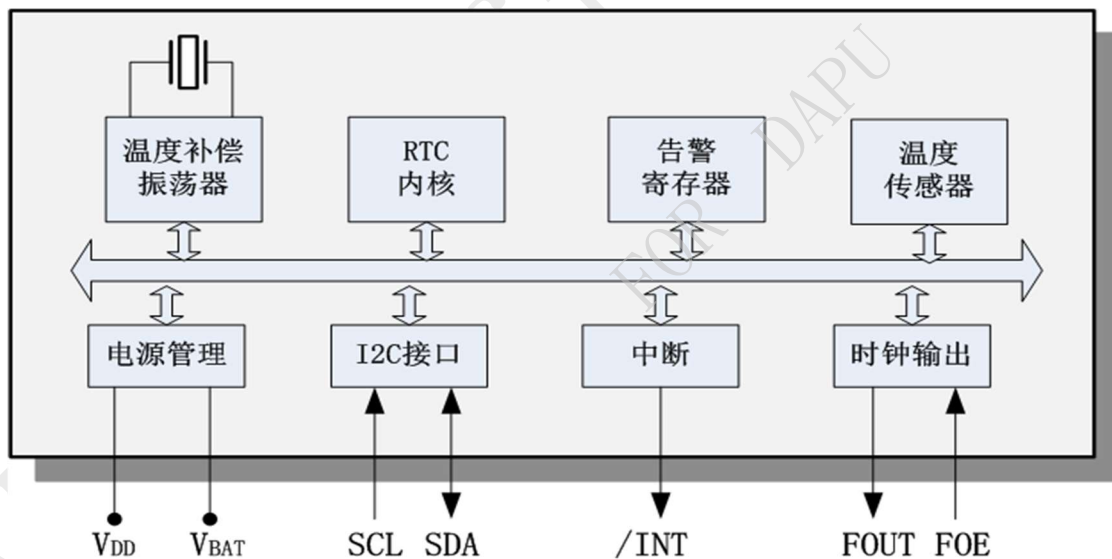 温度补偿
振荡器
RTC
内核
告警
寄存器
温度
传感器
电源管理
I2C接口
中断
时钟输出
VDD
VBAT
SCL
SDA
/INT
FOUT
FOE
FOR DAPU